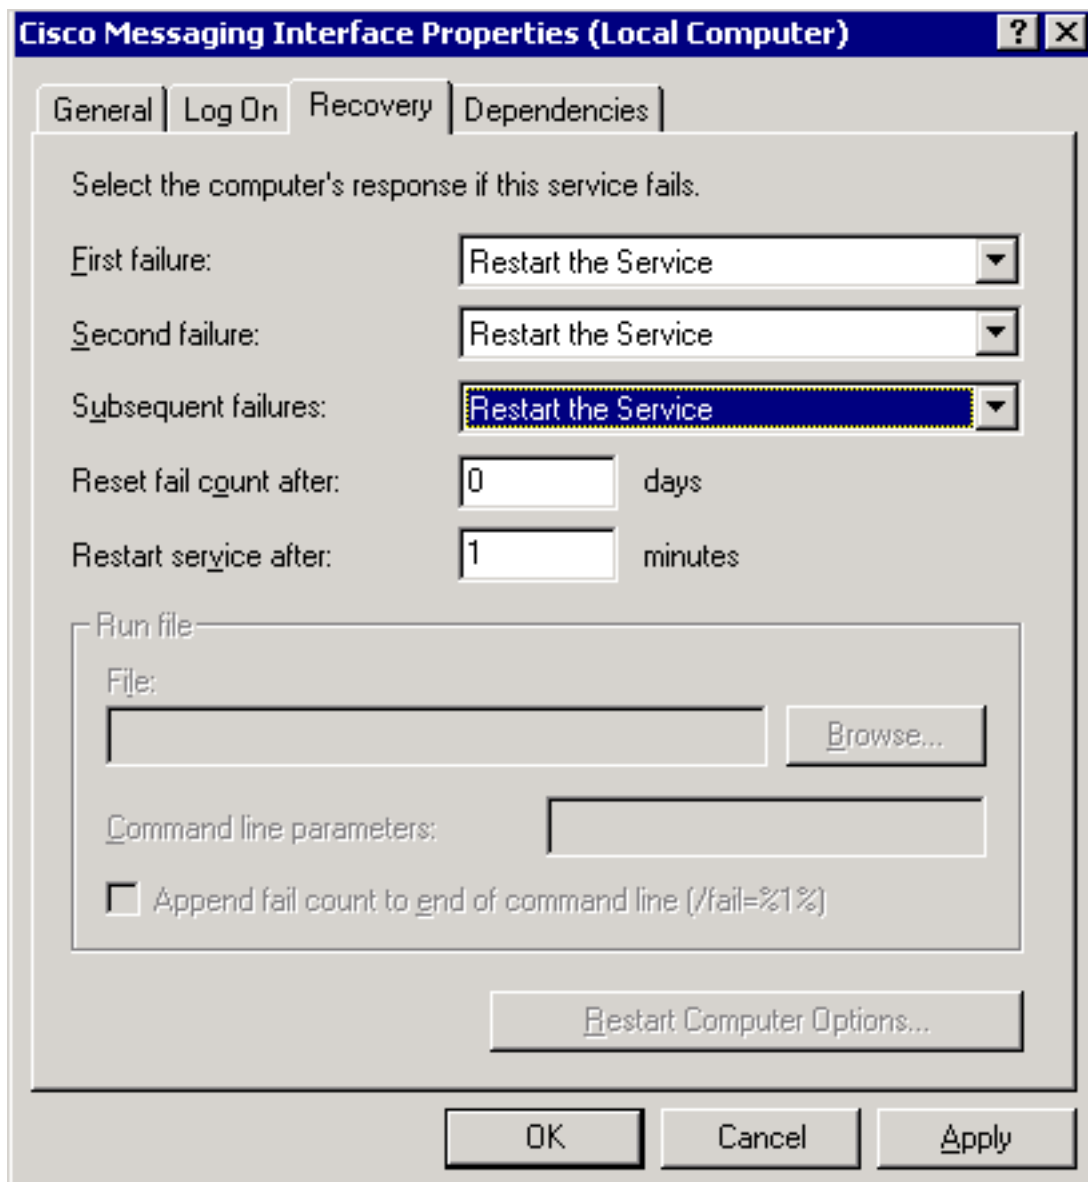 Cisco Messaging Interface Properties (Local Computer)
General Log On Recovery Dependencies
Select the computer's response if this service fails.
First failure: Restart the Service
Second failure: Restart the Service
Subsequent failures: Restart the Service
Reset fail count after: 0 days
Restart service after: 1 minutes
Run file
File:
Browse...
Command line parameters:
Append fail count to end of command line (/fail=%1%)
Restart Computer Options...
OK Cancel Apply